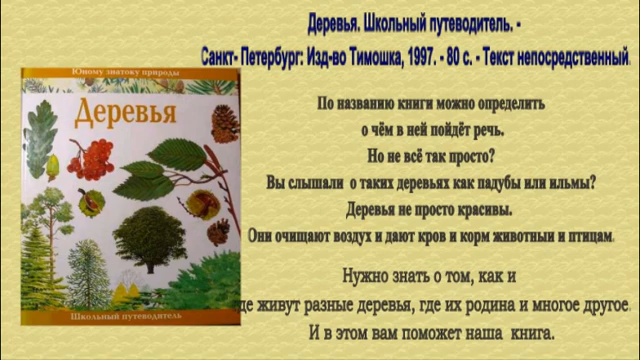 Деревья. Школьный путеводитель. -
Санкт- Петербург: Изд-во Тимошка, 1997. - 80 с. - Текст непосредственный.
Юному знатоку природы
Деревья
Школьный путеводитель
По названию книги можно определить
о чём в ней пойдёт речь.
Но не всё так просто?
Вы слышали о таких деревьях как падубы или ильмы?
Деревья не просто красивы.
Они очищают воздух и дают кров и корм животным и птицам.
Нужно знать о том, как и
де живут разные деревья, где их родина и многое другое.
И в этом вам поможет наша книга.